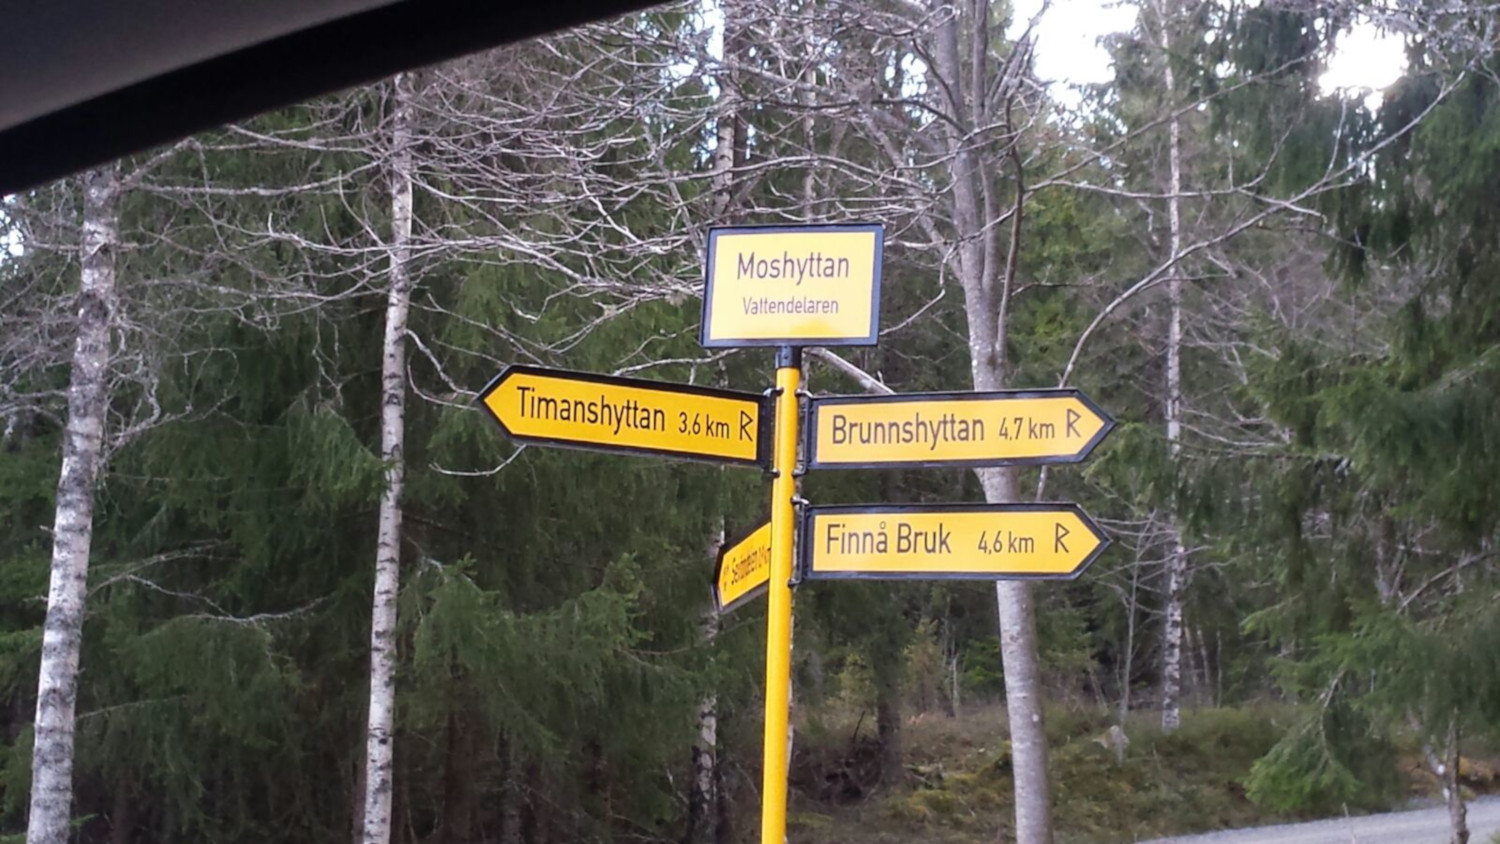 Moshyttan
Vattendelaren
Timanshyttan 3,6 km R
Brunnshyttan 4,7 km R
Finnå Bruk 4,6 km R